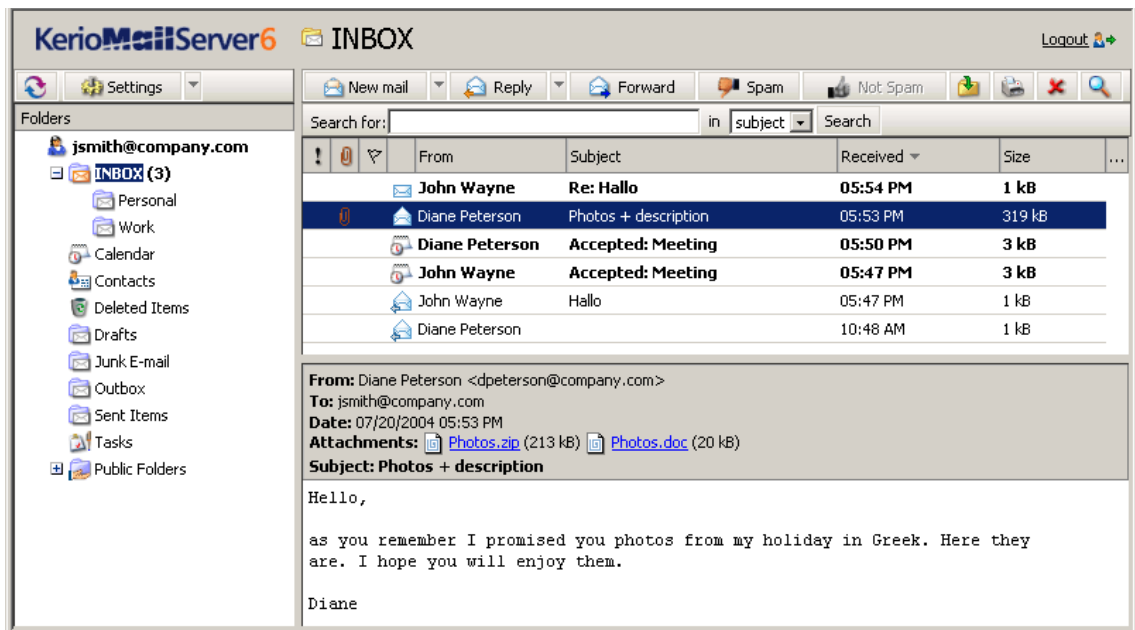 KerioMailServer6 INBOX Logout
Settings New mail Reply Forward Spam Not Spam
Folders
Search for: in subject Search
jsmith@company.com
INBOX (3)
Personal
Work
Calendar
Contacts
Deleted Items
Drafts
Junk E-mail
Outbox
Sent Items
Tasks
Public Folders
! From Subject Received Size ...
John Wayne Re: Hallo 05:54 PM 1 kB
Diane Peterson Photos + description 05:53 PM 319 kB
Diane Peterson Accepted: Meeting 05:50 PM 3 kB
John Wayne Accepted: Meeting 05:47 PM 3 kB
John Wayne Hallo 05:47 PM 1 kB
Diane Peterson 10:48 AM 1 kB
From: Diane Peterson <dpeterson@company.com>
To: jsmith@company.com
Date: 07/20/2004 05:53 PM
Attachments: Photos.zip (213 kB) Photos.doc (20 kB)
Subject: Photos + description
Hello,
as you remember I promised you photos from my holiday in Greek. Here they
are. I hope you will enjoy them.
Diane